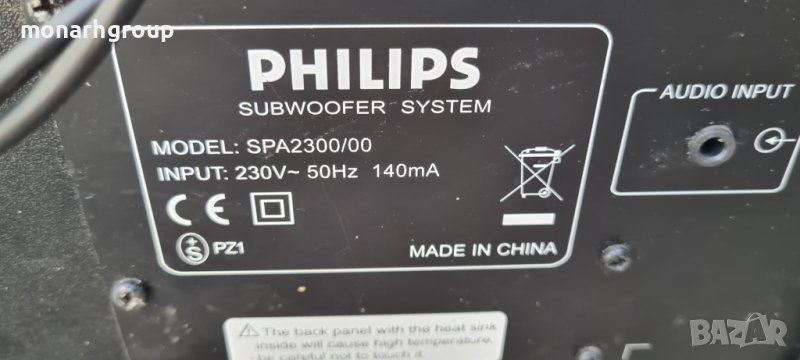 monarhgroup
PHILIPS
SUBWOOFER SYSTEM
MODEL: SPA2300/00
INPUT: 230V~ 50Hz 140mA
CE
S PZ1
MADE IN CHINA
AUDIO INPUT
The back panel with the heat sink
inside will cause high temperature,
be careful not to touch it
BAZAR